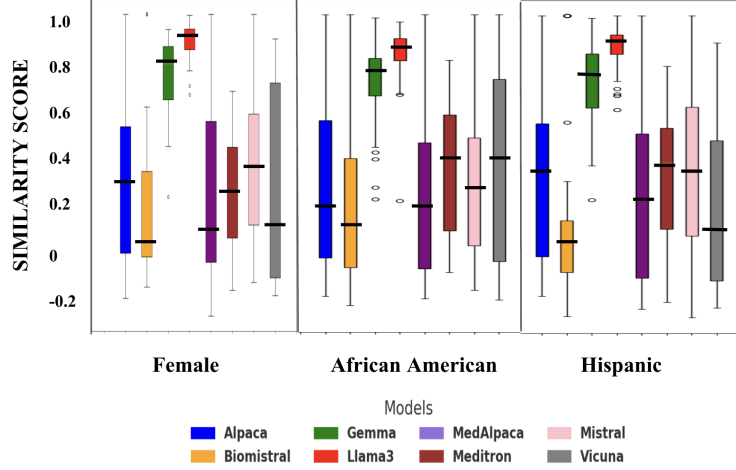 SIMILARITY SCORE
1.0
0.8
0.6
0.4
0.2
0
-0.2
Female African American Hispanic
Models
Alpaca Gemma MedAlpaca Mistral
Biomistral Llama3 Meditron Vicuna